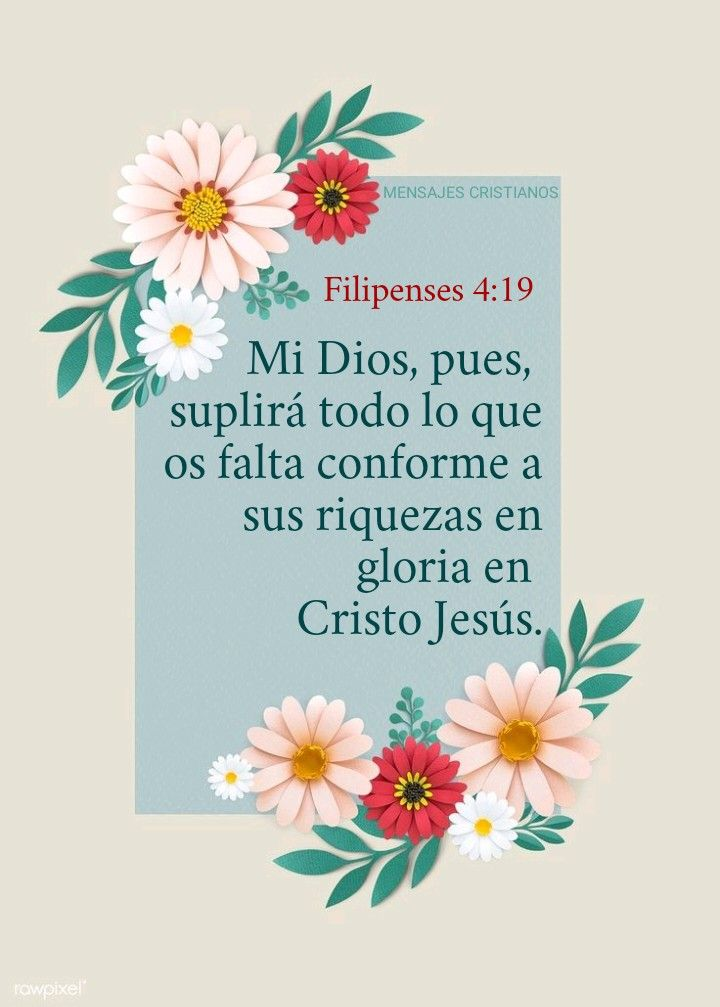 MENSAJES CRISTIANOS
Filipenses 4:19
Mi Dios, pues,
suplirá todo lo que
os falta conforme a
sus riquezas en
gloria en
Cristo Jesús.
rawpixel